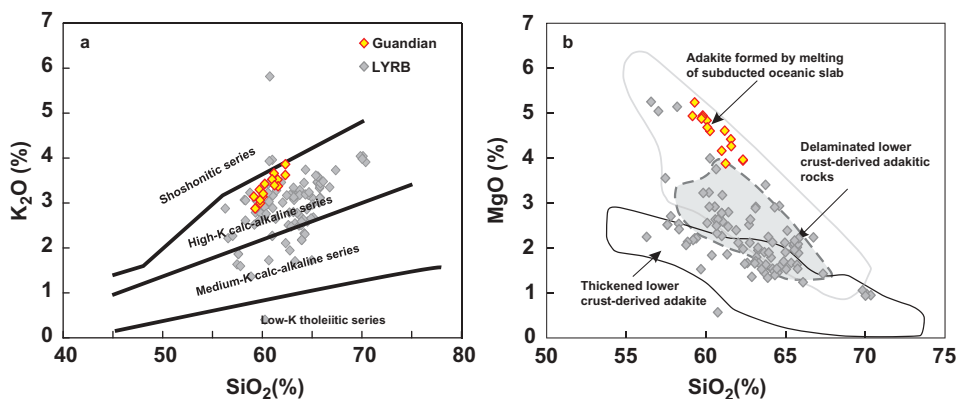 a
Guandian
LYRB
Shoshonitic series
High-K calc-alkaline series
Medium-K calc-alkaline series
Low-K tholeiitic series
K2O (%)
7
6
5
4
3
2
1
0
40
50
60
70
80
SiO2(%)
b
Adakite formed by melting
of subducted oceanic slab
Delaminated lower
crust-derived adakitic
rocks
Thickened lower
crust-derived adakite
MgO (%)
7
6
5
4
3
2
1
0
50
55
60
65
70
75
SiO2(%)